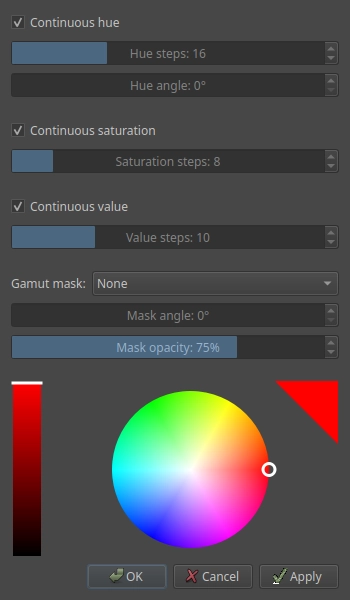 Continuous hue
Hue steps: 16
Hue angle: 0°
Continuous saturation
Saturation steps: 8
Continuous value
Value steps: 10
Gamut mask: None
Mask angle: 0°
Mask opacity: 75%
OK Cancel Apply